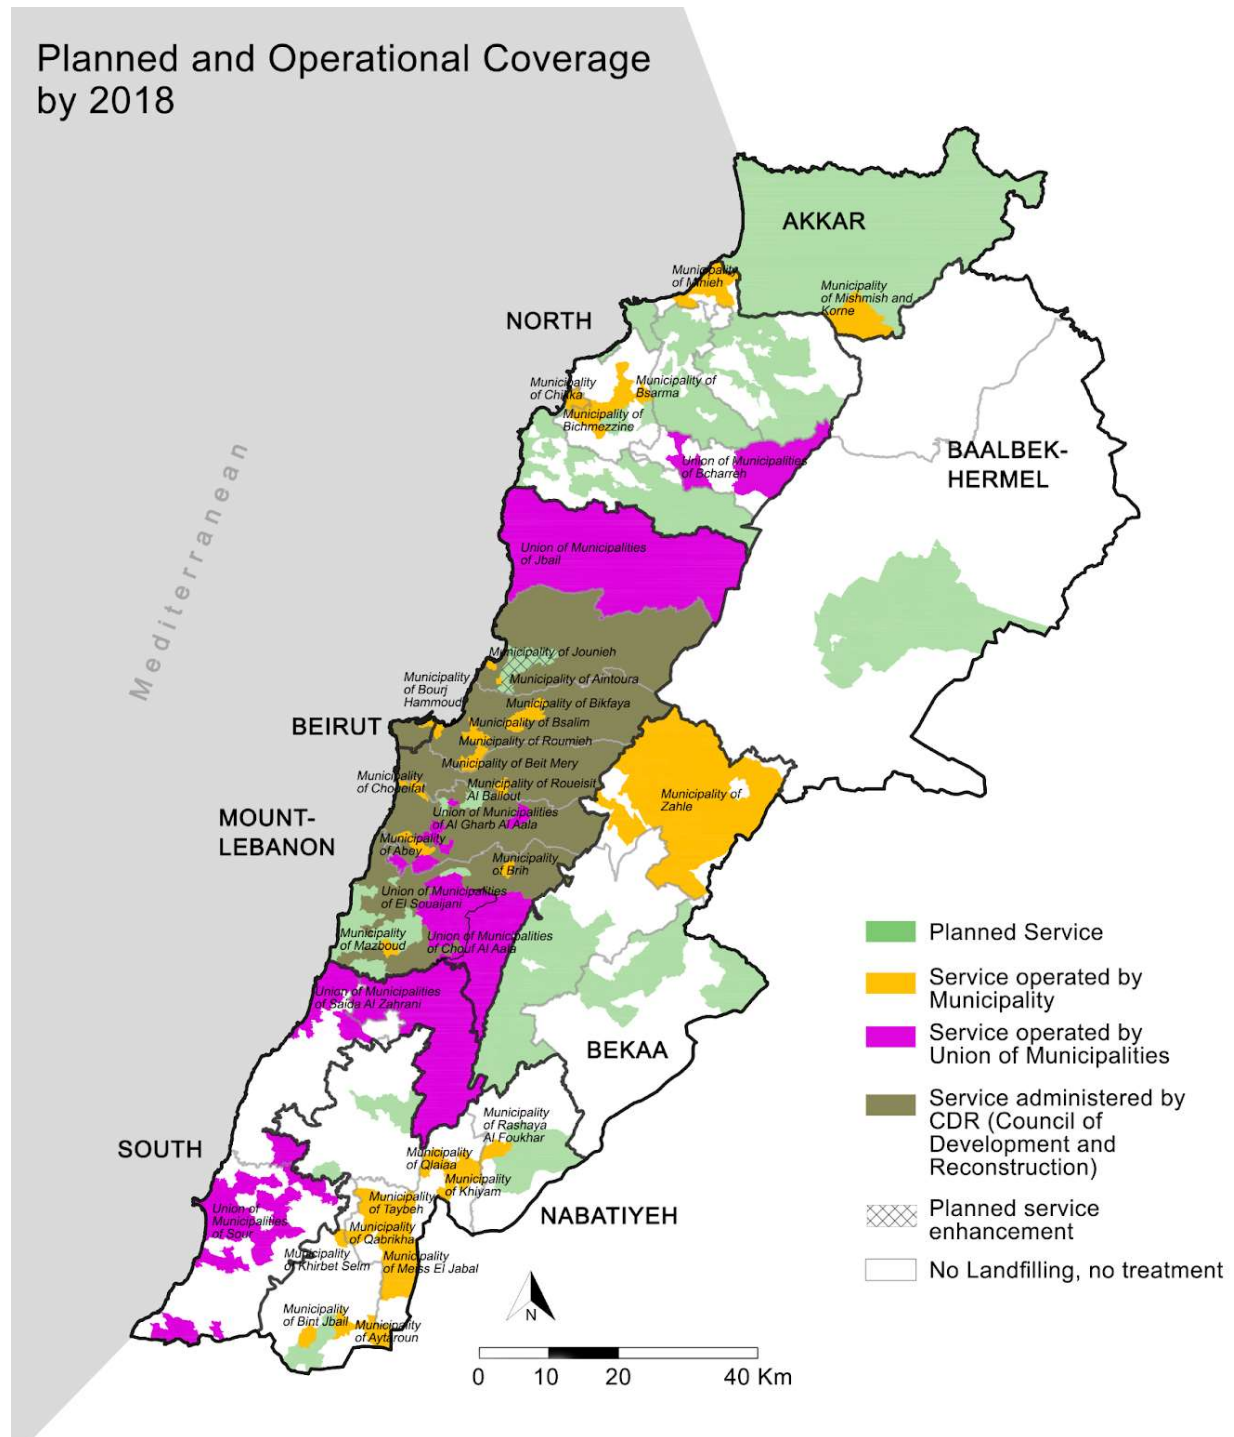 Planned and Operational Coverage
by 2018
AKKAR
Municipality
of Minieh
Municipality
of Mishmish and
Korne
NORTH
Municipality
of Chikka
Municipality of
Bsarma
Municipality of
Bichmezzine
BAALBEK-
HERMEL
Union of Municipalities
of Bcharreh
Mediterranean
Union of Municipalities
of Jbail
Municipality of Jounieh
Municipality
of Bourj
Hammoud
Municipality of Aintoura
Municipality of Bikfaya
BEIRUT
Municipality of Bsalim
Municipality of Roumieh
Municipality of Beit Mery
Municipality
of Choueifat
Municipality of Roueisit
Al Ballout
Municipality of
Zahle
MOUNT-
LEBANON
Union of Municipalities
of Al Gharb Al Aala
Municipality
of Abey
Municipality
of Brih
Union of Municipalities
of El Souaijani
Municipality
of Mazboud
Union of Municipalities
of Chouf Al Aala
Union of Municipalities
of Saida Al Zahrani
BEKAA
Municipality
of Rashaya
Al Foukhar
SOUTH
Municipality
of Qlaiaa
Municipality
of Khiyam
Municipality
of Taybeh
NABATIYEH
Union of
Municipalities
of Sour
Municipality
of Qabrikha
Municipality
of Khirbet Selm
Municipality
of Meiss El Jabal
Municipality
of Bint Jbail
Municipality
of Aytaroun
Planned Service
Service operated by
Municipality
Service operated by
Union of Municipalities
Service administered by
CDR (Council of
Development and
Reconstruction)
Planned service
enhancement
No Landfilling, no treatment
N
0 10 20 40 Km